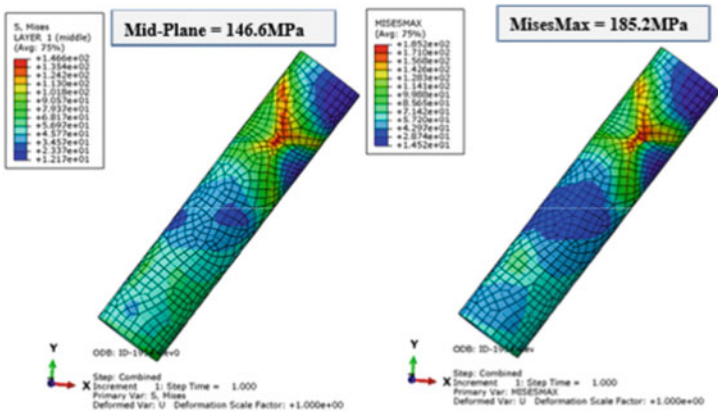 S, Mises
LAYER_1 (middle)
(Avg: 75%)
+1.466e+02
+1.354e+02
+1.242e+02
+1.130e+02
+1.018e+02
+9.057e+01
+7.937e+01
+6.817e+01
+5.697e+01
+4.577e+01
+3.457e+01
+2.337e+01
+1.217e+01
Mid-Plane = 146.6MPa
Y
X
ODB:
Step: Combined
Increment 1: Step Time = 1.000
Primary Var: S, Mises
Deformed Var: U Deformation Scale Factor: +1.000e+00
MISESMAX
(Avg: 75%)
+1.852e+02
+1.710e+02
+1.568e+02
+1.426e+02
+1.283e+02
+1.141e+02
+9.988e+01
+8.565e+01
+7.142e+01
+5.720e+01
+4.297e+01
+2.874e+01
+1.452e+01
MisesMax = 185.2MPa
Y
X
ODB:
Step: Combined
Increment 1: Step Time = 1.000
Primary Var: MISESMAX
Deformed Var: U Deformation Scale Factor: +1.000e+00